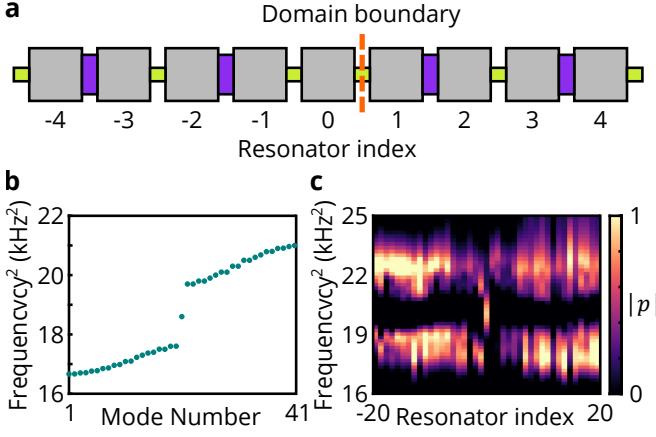 a
Domain boundary
-4 -3 -2 -1 0 1 2 3 4
Resonator index
b
Frequencvcy² (kHz²)
22
20
18
16
1 Mode Number 41
c
Frequencvcy² (kHz²)
25
22
19
16
-20 Resonator index 20
1
|p|
0